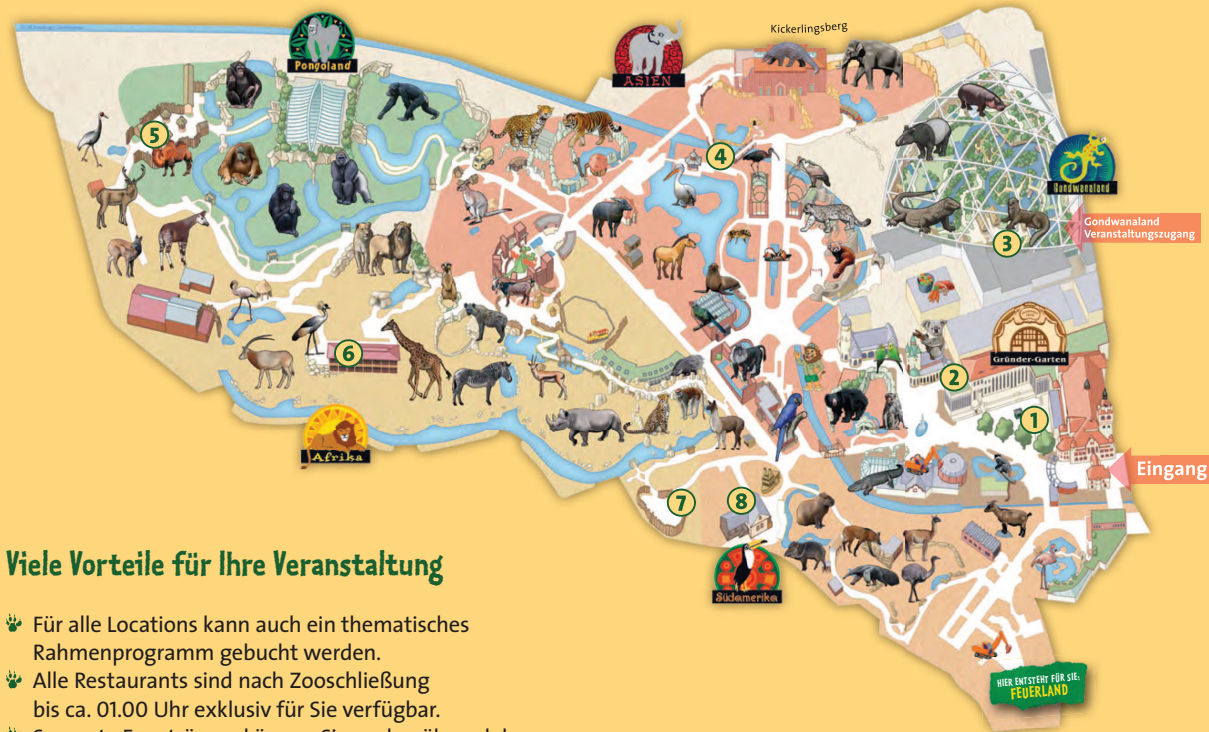 Kickerlingsberg
Pongoland
ASIEN
5
4
Gondwanaland
Gondwanaland
Veranstaltungszugang
3
6
Gründer-Garten
2
1
Afrika
Eingang
7
8
Südamerika
Viele Vorteile für Ihre Veranstaltung
Für alle Locations kann auch ein thematisches
Rahmenprogramm gebucht werden.
Alle Restaurants sind nach Zooschließung
bis ca. 01.00 Uhr exklusiv für Sie verfügbar.
HIER ENTSTEHT FÜR SIE:
FEUERLAND